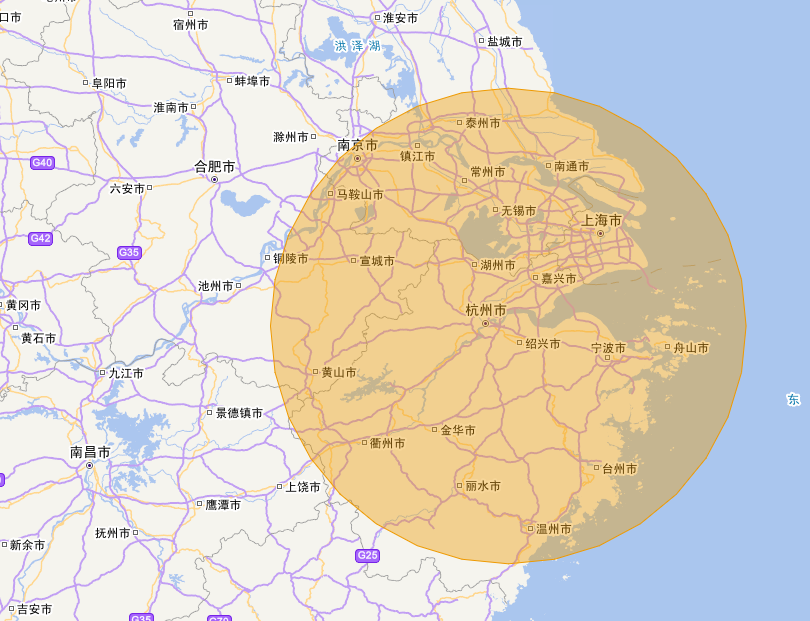 口市
宿州市
淮安市
洪泽湖
盐城市
阜阳市
蚌埠市
淮南市
泰州市
滁州市
南京市
镇江市
G40
合肥市
常州市
南通市
六安市
马鞍山市
无锡市
上海市
G42
G35
铜陵市
宣城市
湖州市
嘉兴市
池州市
黄冈市
杭州市
黄石市
绍兴市
宁波市
舟山市
九江市
黄山市
东
景德镇市
金华市
衢州市
南昌市
台州市
上饶市
丽水市
鹰潭市
抚州市
温州市
新余市
G25
吉安市
G35